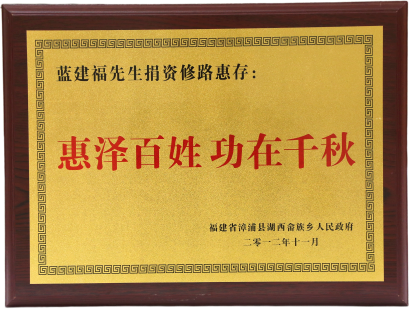 蓝建福先生捐资修路惠存：
惠泽百姓 功在千秋
福建省漳浦县湖西畲族乡人民政府
二零一二年十一月